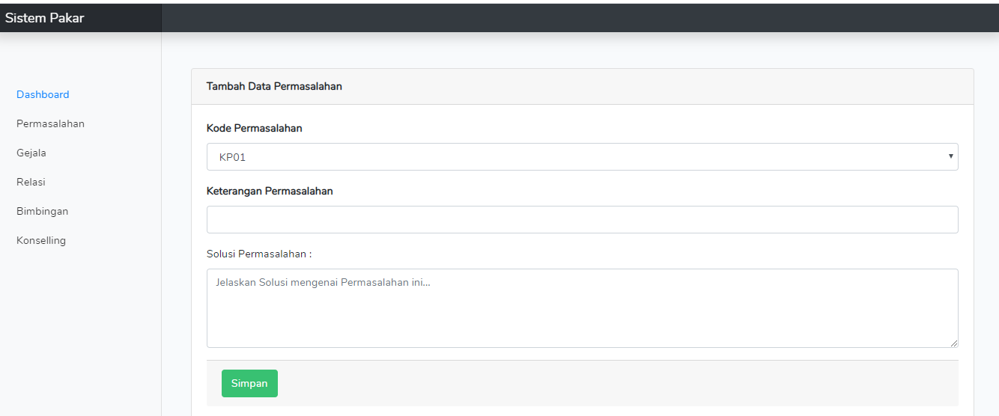 Sistem Pakar
Dashboard
Permasalahan
Gejala
Relasi
Bimbingan
Konselling
Tambah Data Permasalahan
Kode Permasalahan
KP01
Keterangan Permasalahan
Solusi Permasalahan :
Jelaskan Solusi mengenai Permasalahan ini...
Simpan